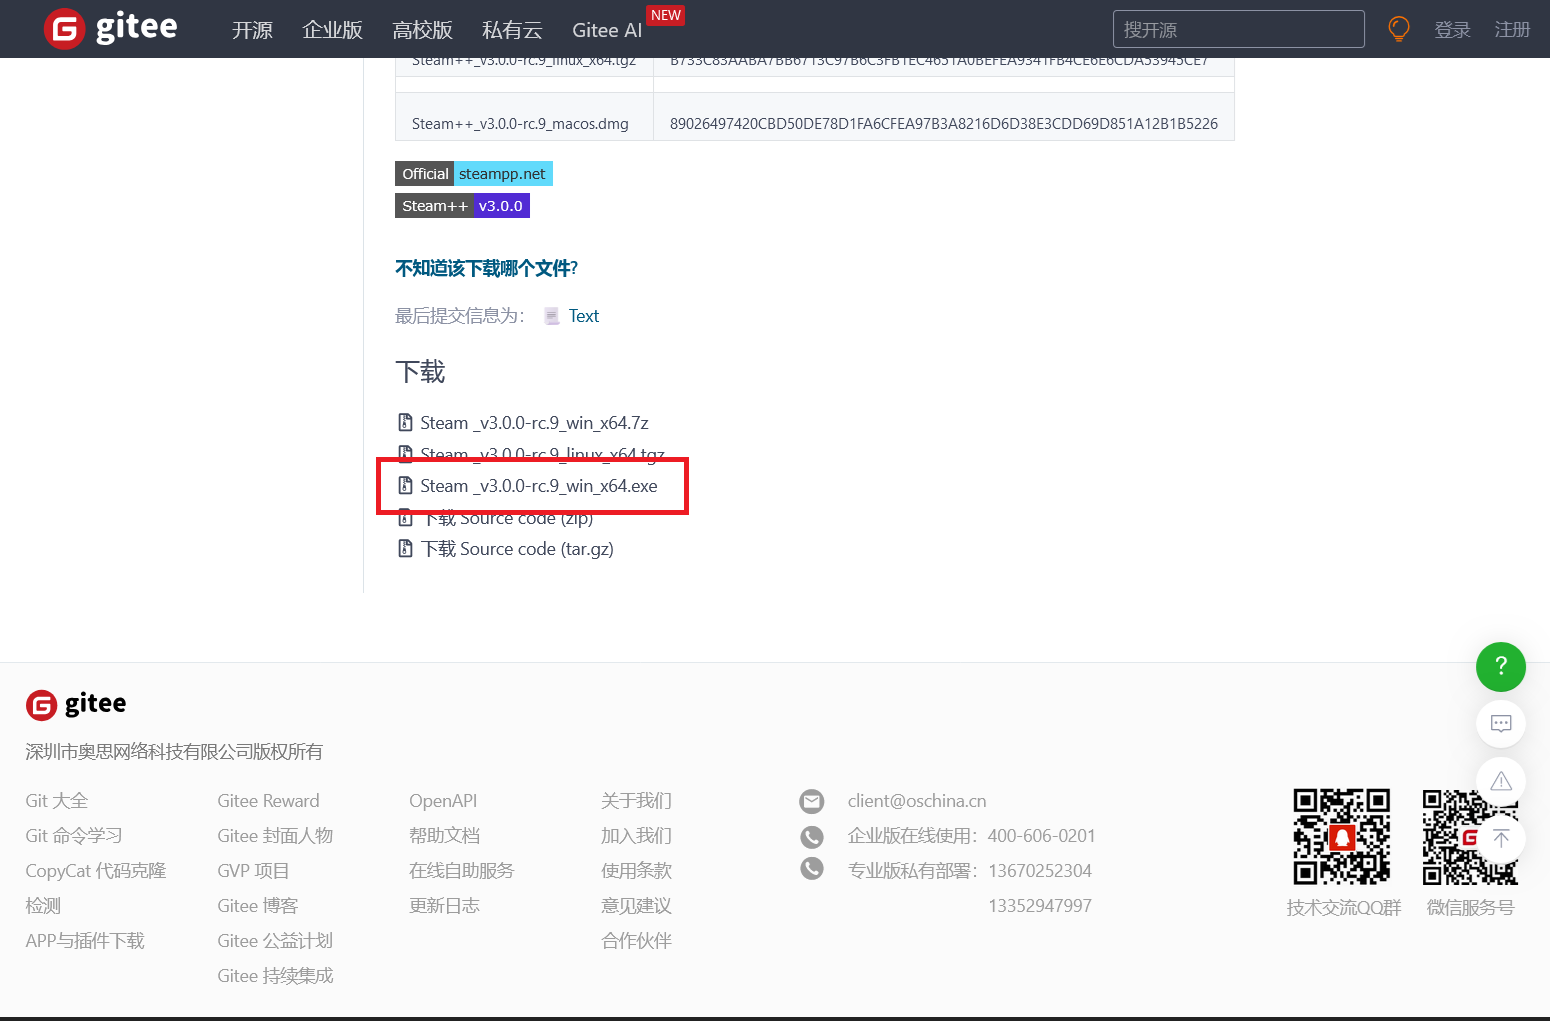 gitee 开源 企业版 高校版 私有云 Gitee AI NEW 搜开源 登录 注册
Steam++_v3.0.0-rc.9_linux_x64.tgz B733C83AABA7BB6713C97B6C3FB1EC4651A0BEFEA9341FB4CE6E6CDA53945CE7
Steam++_v3.0.0-rc.9_macos.dmg 89026497420CBD50DE78D1FA6CFEA97B3A8216D6D38E3CDD69D851A12B1B5226
Official steampp.net
Steam++ v3.0.0
不知道该下载哪个文件?
最后提交信息为： Text
下载
Steam _v3.0.0-rc.9_win_x64.7z
Steam _v3.0.0-rc.9_linux_x64.tgz
Steam _v3.0.0-rc.9_win_x64.exe
下载 Source code (zip)
下载 Source code (tar.gz)
gitee
深圳市奥思网络科技有限公司版权所有
Git 大全
Git 命令学习
CopyCat 代码克隆
检测
APP与插件下载
Gitee Reward
Gitee 封面人物
GVP 项目
Gitee 博客
Gitee 公益计划
Gitee 持续集成
OpenAPI
帮助文档
在线自助服务
更新日志
关于我们
加入我们
使用条款
意见建议
合作伙伴
client@oschina.cn
企业版在线使用：400-606-0201
专业版私有部署：13670252304
13352947997
技术交流QQ群
微信服务号
?